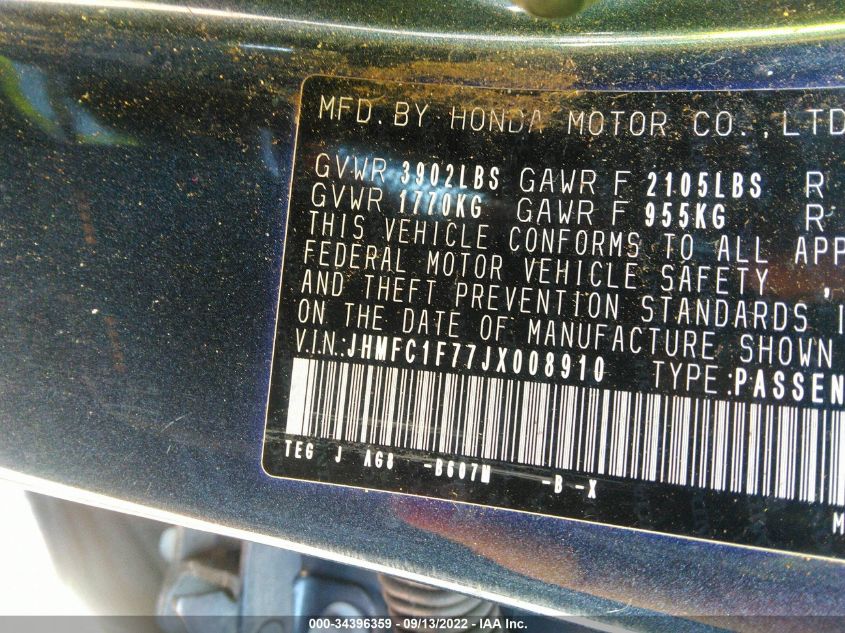 MFD. BY HONDA MOTOR CO., LTD
GVWR 3902LBS GAWR F 2105LBS R
GVWR 1770KG GAWR F 955KG R
THIS VEHICLE CONFORMS TO ALL APP
FEDERAL MOTOR VEHICLE SAFETY ,
AND THEFT PREVENTION STANDARDS I
ON THE DATE OF MANUFACTURE SHOWN
V.I.N: JHMFC1F77JX008910 TYPE: PASSEN
TEG J AG8 -B607M -B-X
M
000-34396359 - 09/13/2022 - IAA Inc.